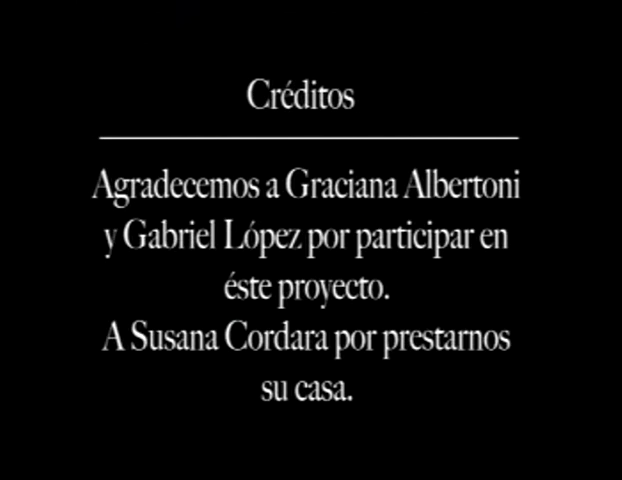 Créditos
Agradecemos a Graciana Albertoni
y Gabriel López por participar en
éste proyecto.
A Susana Cordara por prestarnos
su casa.